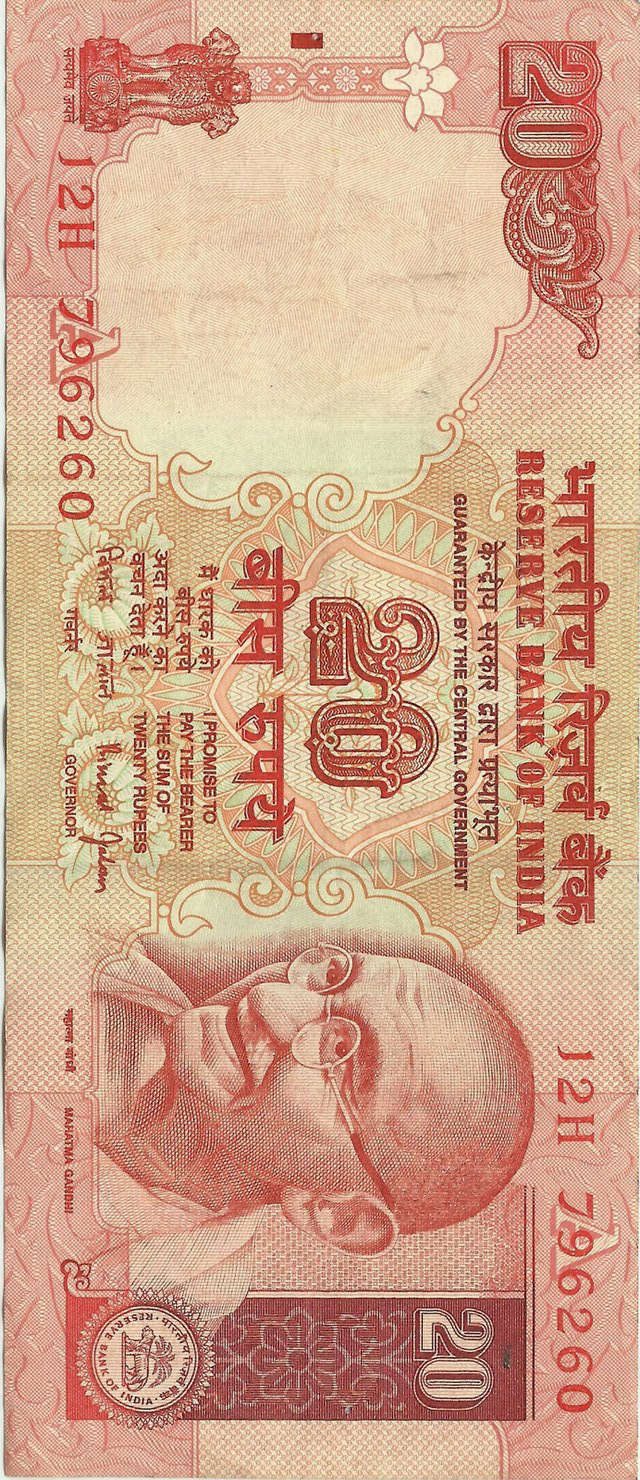 20
भारतीय रिज़र्व बैंक
RESERVE BANK OF INDIA
12H 796260
A
केन्द्रीय सरकार द्वारा प्रत्याभूत
GUARANTEED BY THE CENTRAL GOVERNMENT
20
बीस रुपये
20
मैं धारक को
बीस रुपये
अदा करने का
वचन देता हूँ।
गवर्नर
I PROMISE TO
PAY THE BEARER
THE SUM OF
TWENTY RUPEES
GOVERNOR
सत्यमेव जयते
12H 796260
A
महात्मा गांधी
MAHATMA GANDHI
भारतीय रिज़र्व बैंक
RESERVE BANK OF INDIA